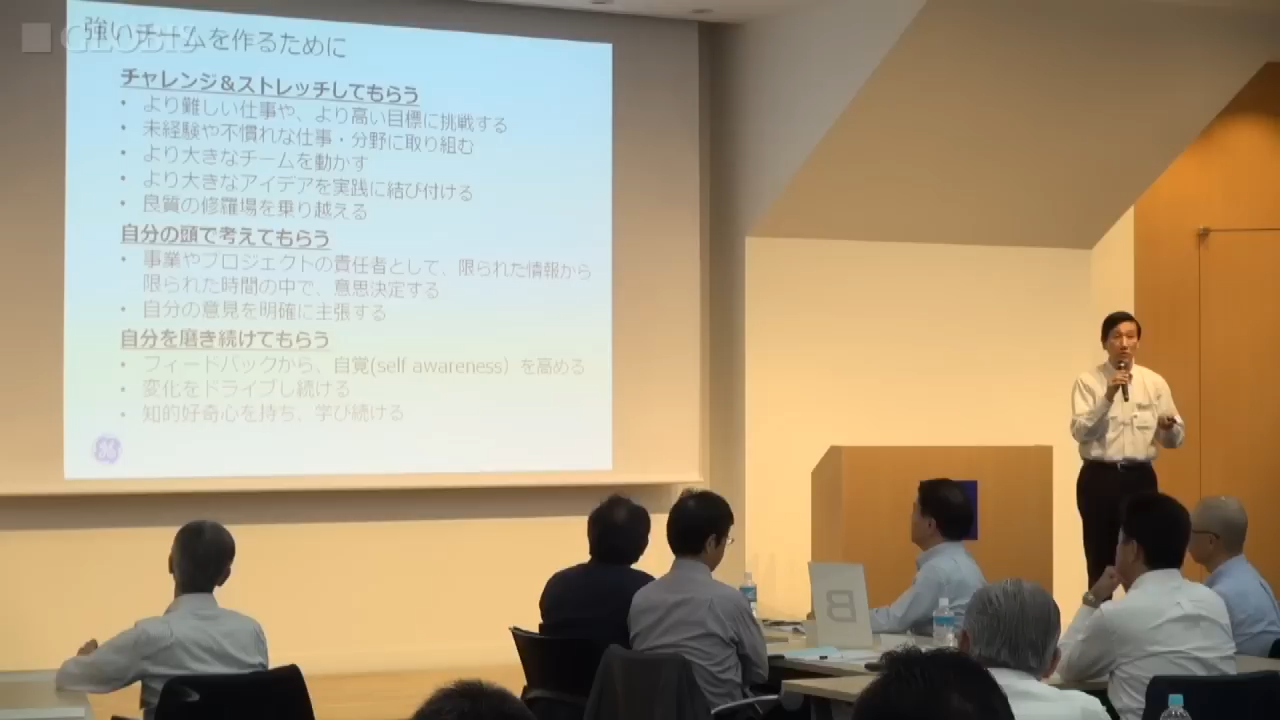 GLOBIS
強いチームを作るために
チャレンジ&ストレッチしてもらう
• より難しい仕事や、より高い目標に挑戦する
• 未経験や不慣れな仕事・分野に取り組む
• より大きなチームを動かす
• より大きなアイデアを実践に結び付ける
• 良質の修羅場を乗り越える
自分の頭で考えてもらう
• 事業やプロジェクトの責任者として、限られた情報から
限られた時間の中で、意思決定する
• 自分の意見を明確に主張する
自分を磨き続けてもらう
• フィードバックから、自覚(self awareness）を高める
• 変化をドライブし続ける
• 知的好奇心を持ち、学び続ける
B